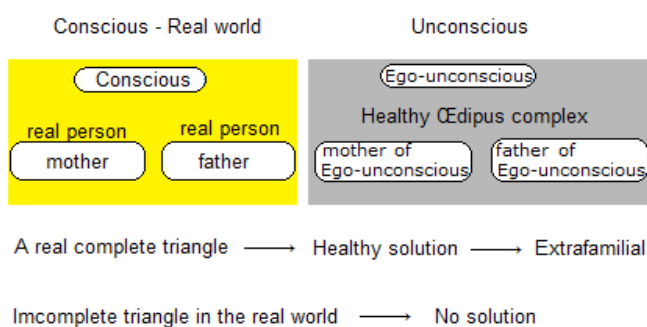 Conscious - Real world
Unconscious
Conscious
Ego-unconscious
Healthy Œdipus complex
real person
real person
mother
father
mother of
Ego-unconscious
father of
Ego-unconscious
A real complete triangle ⟶ Healthy solution ⟶ Extrafamilial
Imcomplete triangle in the real world ⟶ No solution